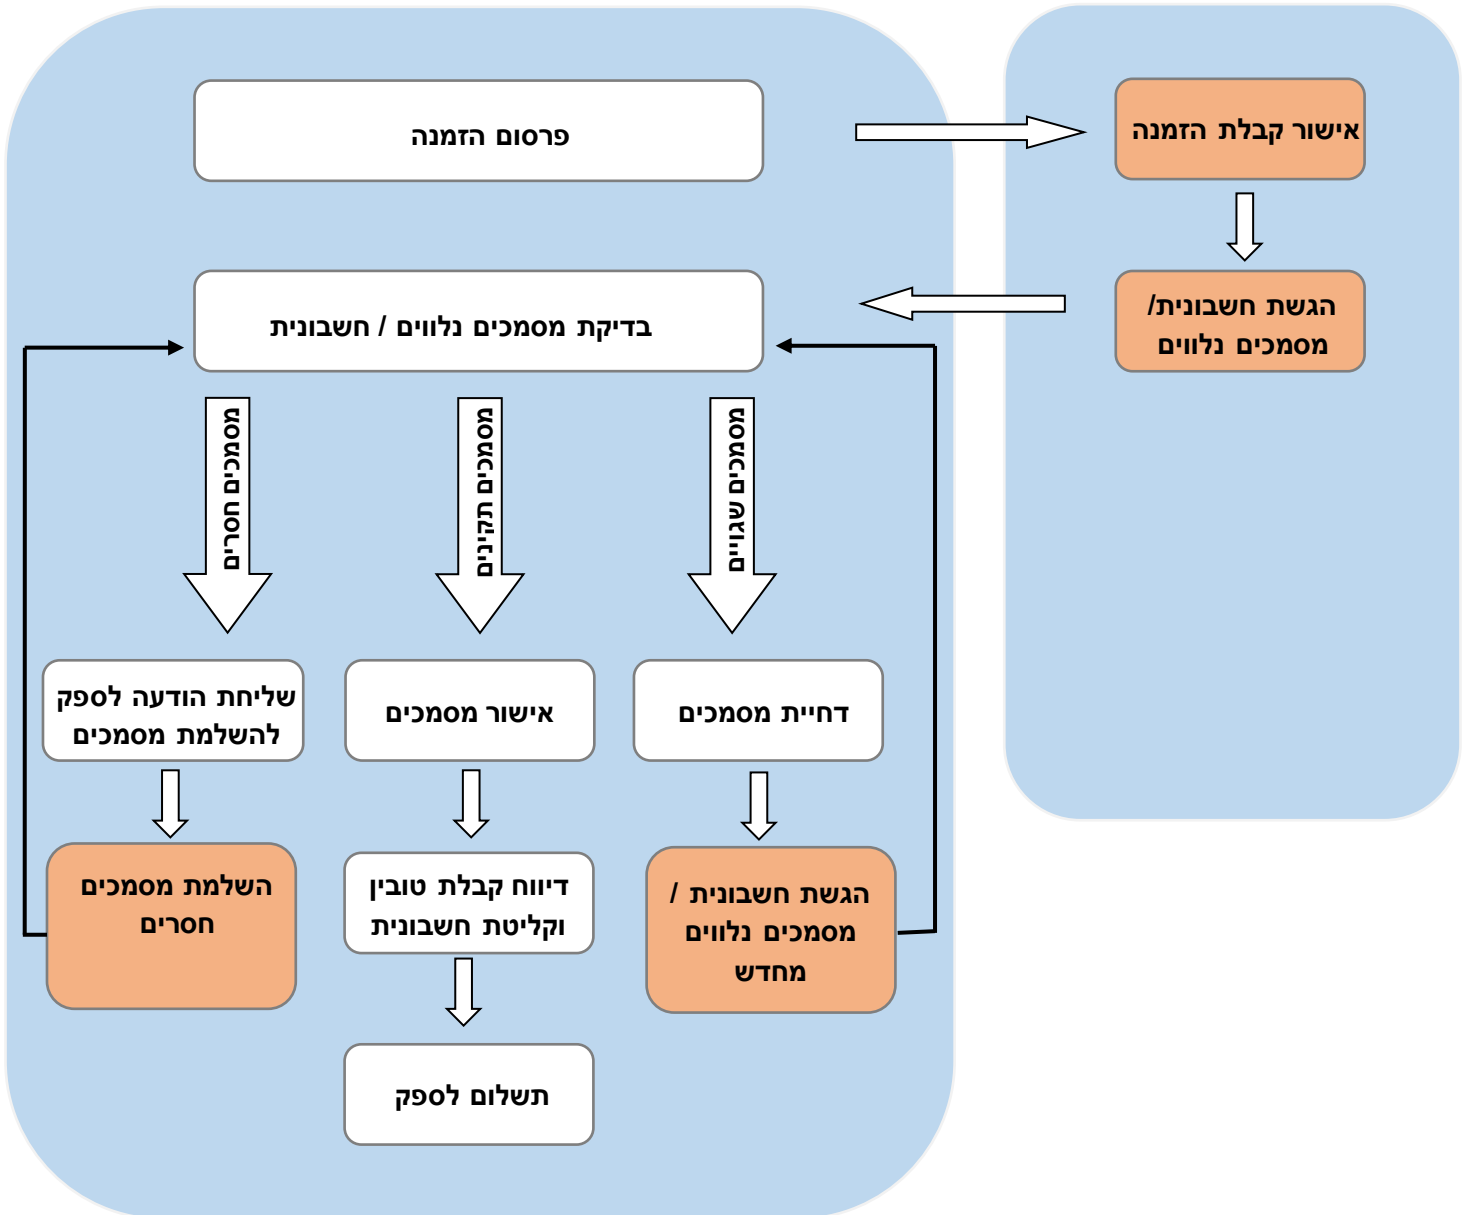 פרסום הזמנה
אישור קבלת הזמנה
הגשת חשבונית/
מסמכים נלווים
בדיקת מסמכים נלווים / חשבונית
מסמכים שגויים
מסמכים תקינים
מסמכים חסרים
דחיית מסמכים
אישור מסמכים
שליחת הודעה לספק
להשלמת מסמכים
הגשת חשבונית /
מסמכים נלווים
מחדש
דיווח קבלת טובין
וקליטת חשבונית
השלמת מסמכים
חסרים
תשלום לספק